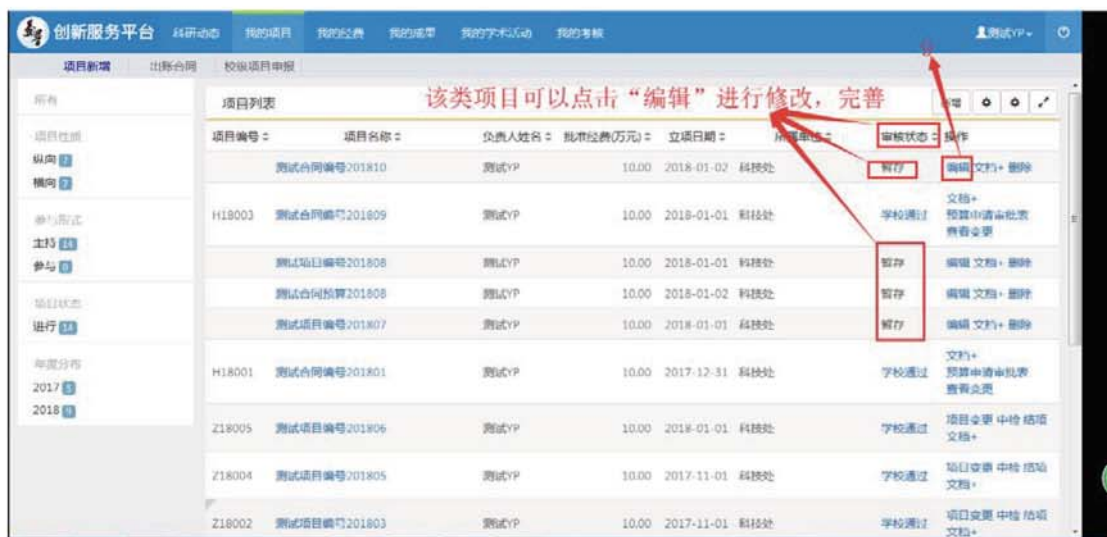 创新服务平台 科研动态 我的项目 我的经费 我的成果 我的学术活动 我的考核 测试YP
项目新增 出账合同 校级项目申报
所有
项目性质
纵向 7
横向 7
参与形式
主持 14
参与 0
项目状态
进行 14
年度分布
2017 5
2018 9
项目列表
该类项目可以点击“编辑”进行修改，完善
项目编号 项目名称 负责人姓名 批准经费(万元) 立项日期 所属单位 审核状态 操作
测试合同编号201810 测试YP 10.00 2018-01-02 科技处 暂存 编辑 文档+ 删除
H18003 测试合同编号201809 测试YP 10.00 2018-01-01 科技处 学校通过 文档+
预算申请审批表
查看变更
测试项目编号201808 测试YP 10.00 2018-01-01 科技处 暂存 编辑 文档+ 删除
测试合同预算201808 测试YP 10.00 2018-01-02 科技处 暂存 编辑 文档+ 删除
测试项目编号201807 测试YP 10.00 2018-01-01 科技处 暂存 编辑 文档+ 删除
H18001 测试合同编号201801 测试YP 10.00 2017-12-31 科技处 学校通过 文档+
预算申请审批表
查看变更
Z18005 测试项目编号201806 测试YP 10.00 2018-01-01 科技处 学校通过 项目变更 中检 结项
文档+
Z18004 测试项目编号201805 测试YP 10.00 2017-11-01 科技处 学校通过 项目变更 中检 结项
文档+
Z18002 测试项目编号201803 测试YP 10.00 2017-11-01 科技处 学校通过 项目变更 中检 结项
文档+